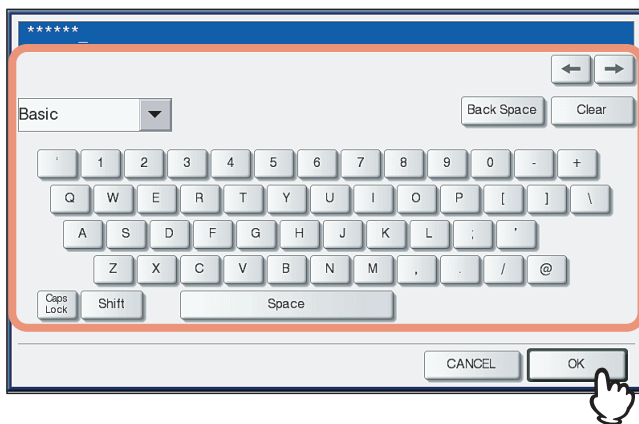 ******_
← →
Basic Back Space Clear
` 1 2 3 4 5 6 7 8 9 0 - +
Q W E R T Y U I O P [ ] \
A S D F G H J K L ; '
Z X C V B N M , . / @
Caps Lock Shift Space
CANCEL OK